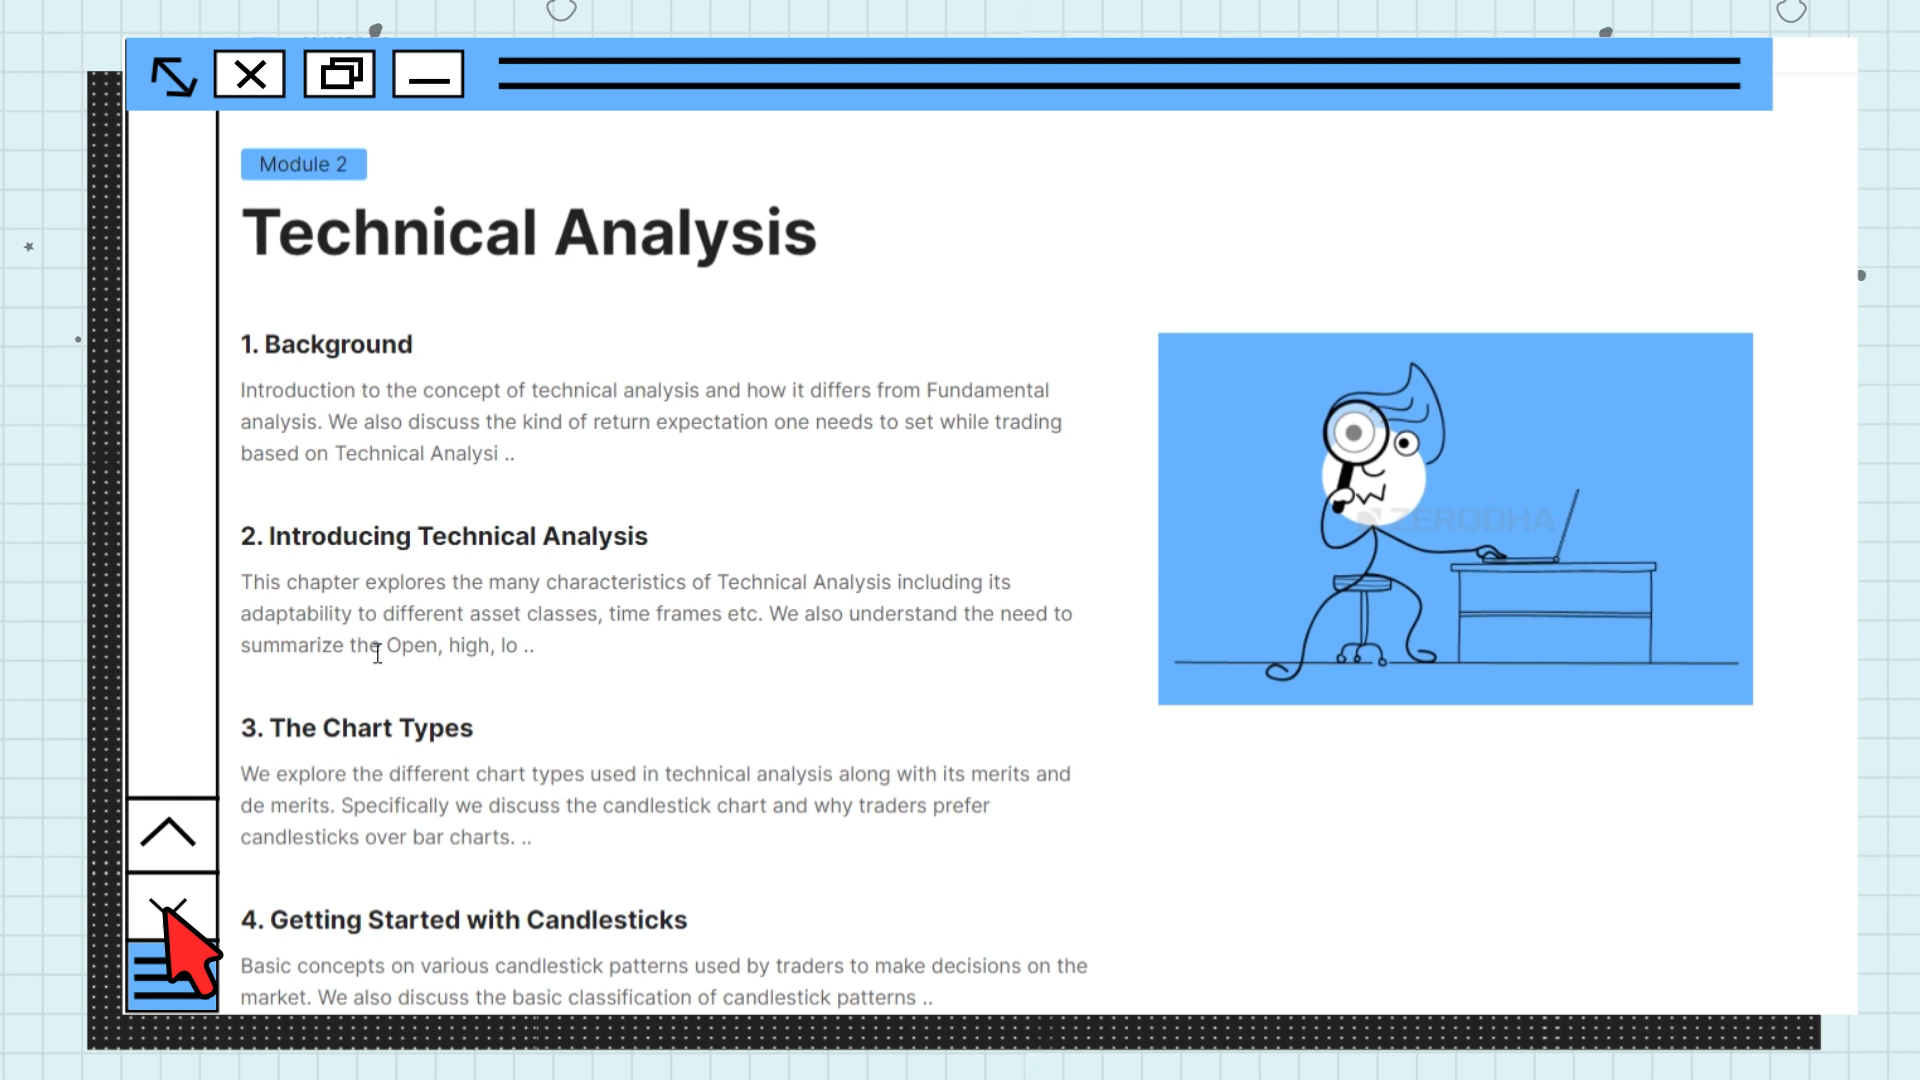 Module 2
Technical Analysis
1. Background
Introduction to the concept of technical analysis and how it differs from Fundamental
analysis. We also discuss the kind of return expectation one needs to set while trading
based on Technical Analysi ..
2. Introducing Technical Analysis
This chapter explores the many characteristics of Technical Analysis including its
adaptability to different asset classes, time frames etc. We also understand the need to
summarize the Open, high, lo ..
3. The Chart Types
We explore the different chart types used in technical analysis along with its merits and
de merits. Specifically we discuss the candlestick chart and why traders prefer
candlesticks over bar charts. ..
4. Getting Started with Candlesticks
Basic concepts on various candlestick patterns used by traders to make decisions on the
market. We also discuss the basic classification of candlestick patterns ..
ZERODHA